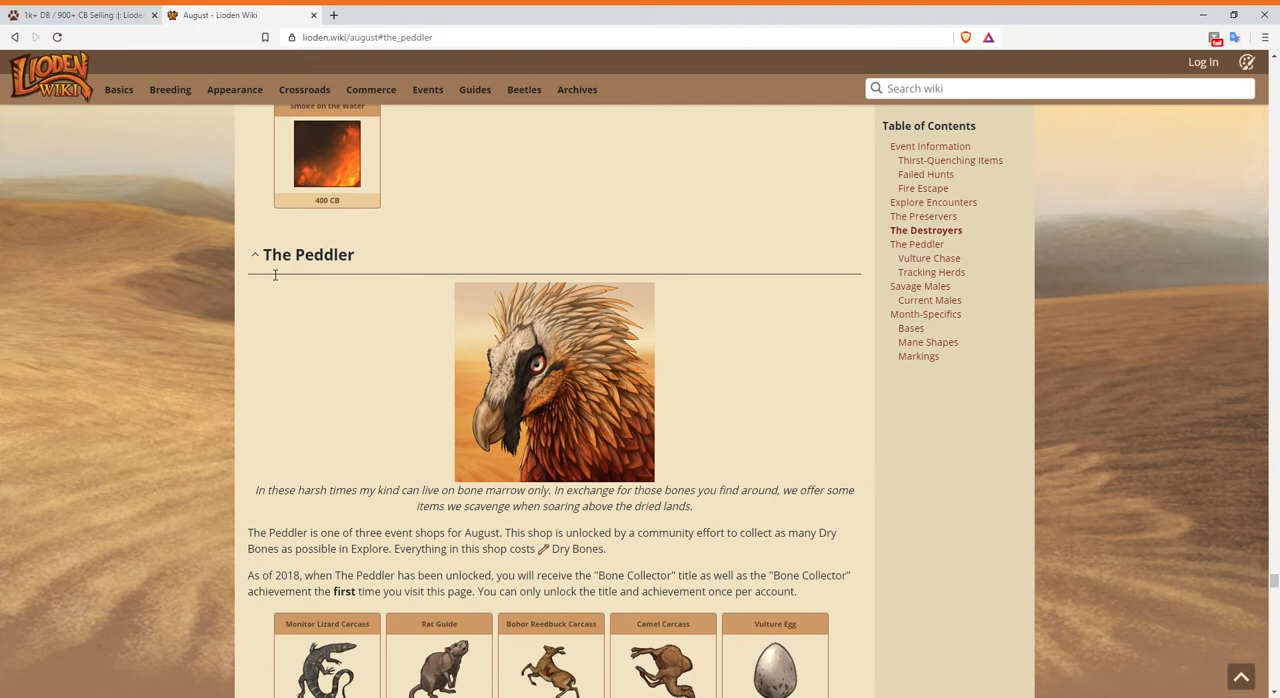 1k+ DB / 900+ CB Selling :|: Lioden
August - Lioden Wiki
lioden.wiki/august#the_peddler
LIODEN
WIKI
Log In
Basics
Breeding
Appearance
Crossroads
Commerce
Events
Guides
Beetles
Archives
Search wiki
Smoke on the Water
400 CB
The Peddler
In these harsh times my kind can live on bone marrow only. In exchange for those bones you find around, we offer some
items we scavenge when soaring above the dried lands.
The Peddler is one of three event shops for August. This shop is unlocked by a community effort to collect as many Dry
Bones as possible in Explore. Everything in this shop costs Dry Bones.
As of 2018, when The Peddler has been unlocked, you will receive the "Bone Collector" title as well as the "Bone Collector"
achievement the first time you visit this page. You can only unlock the title and achievement once per account.
Monitor Lizard Carcass
Rat Guide
Bohor Reedbuck Carcass
Camel Carcass
Vulture Egg
Table of Contents
Event Information
Thirst-Quenching Items
Failed Hunts
Fire Escape
Explore Encounters
The Preservers
The Destroyers
The Peddler
Vulture Chase
Tracking Herds
Savage Males
Current Males
Month-Specifics
Bases
Mane Shapes
Markings